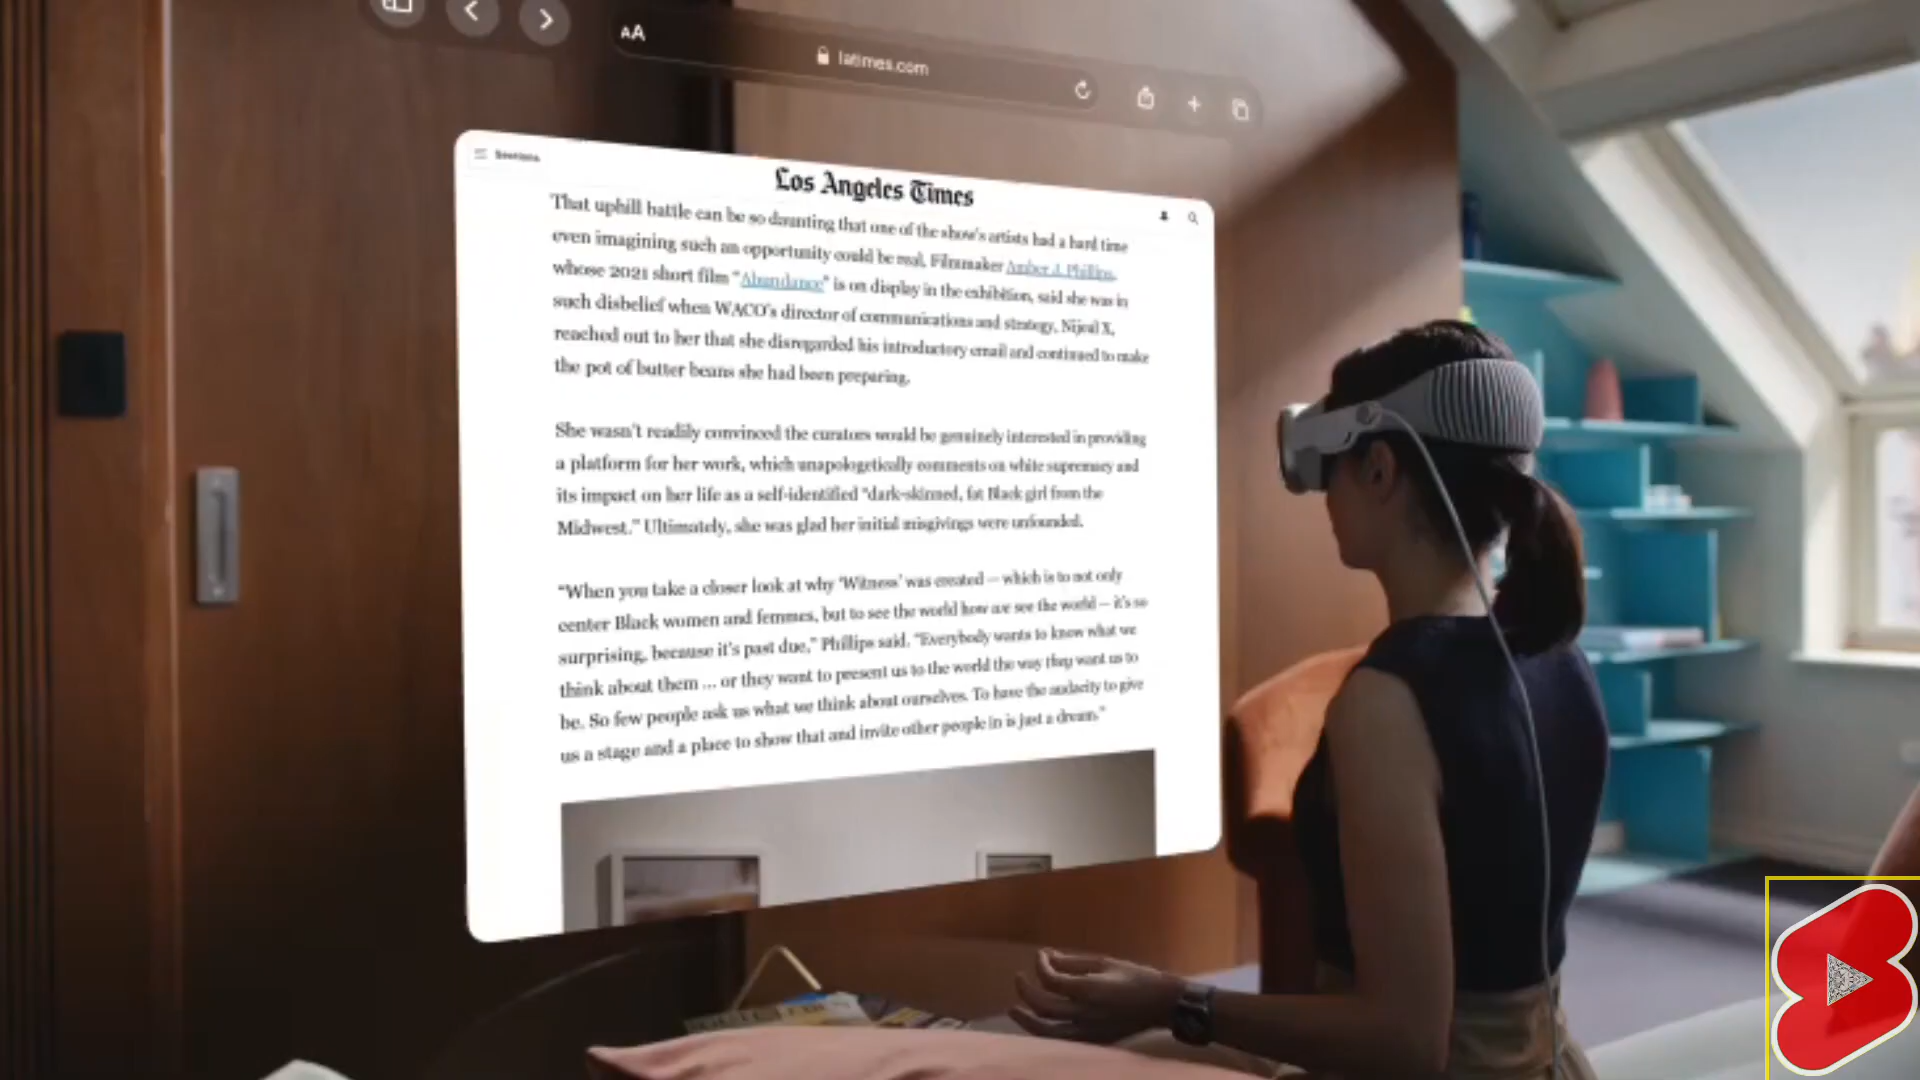 AA
latimes.com
Sections
Los Angeles Times
That uphill battle can be so daunting that one of the show's artists had a hard time
even imagining such an opportunity could be real. Filmmaker Amber J. Phillips,
whose 2021 short film “Abundance” is on display in the exhibition, said she was in
such disbelief when WACO's director of communications and strategy, Nijeul X,
reached out to her that she disregarded his introductory email and continued to make
the pot of butter beans she had been preparing.
She wasn't readily convinced the curators would be genuinely interested in providing
a platform for her work, which unapologetically comments on white supremacy and
its impact on her life as a self-identified “dark-skinned, fat Black girl from the
Midwest.” Ultimately, she was glad her initial misgivings were unfounded.
“When you take a closer look at why ‘Witness’ was created — which is to not only
center Black women and femmes, but to see the world how we see the world — it's so
surprising, because it's past due,” Phillips said. “Everybody wants to know what we
think about them ... or they want to present us to the world the way they want us to
be. So few people ask us what we think about ourselves. To have the audacity to give
us a stage and a place to show that and invite other people in is just a dream.”